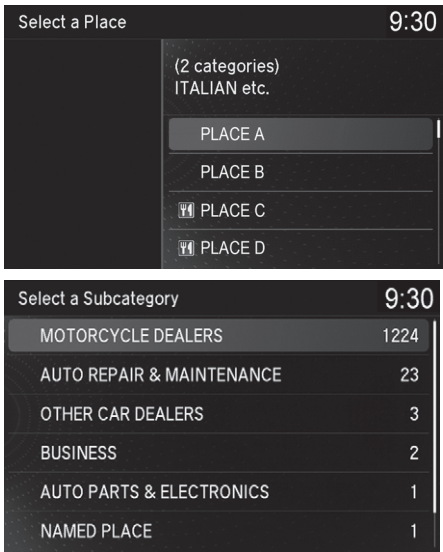 Select a Place 9:30
(2 categories)
ITALIAN etc.
PLACE A
PLACE B
PLACE C
PLACE D
Select a Subcategory 9:30
MOTORCYCLE DEALERS 1224
AUTO REPAIR & MAINTENANCE 23
OTHER CAR DEALERS 3
BUSINESS 2
AUTO PARTS & ELECTRONICS 1
NAMED PLACE 1